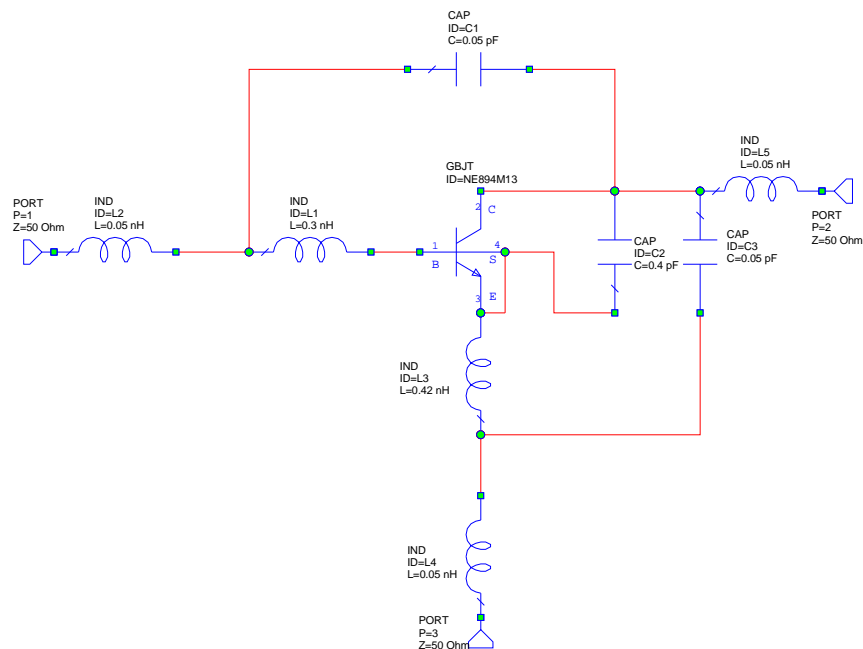 CAP
ID=C1
C=0.05 pF
IND
ID=L5
L=0.05 nH
GBJT
ID=NE894M13
PORT
P=1
Z=50 Ohm
IND
ID=L2
L=0.05 nH
IND
ID=L1
L=0.3 nH
2
C
1
B
4
S
3
E
CAP
ID=C2
C=0.4 pF
CAP
ID=C3
C=0.05 pF
PORT
P=2
Z=50 Ohm
IND
ID=L3
L=0.42 nH
IND
ID=L4
L=0.05 nH
PORT
P=3
Z=50 Ohm